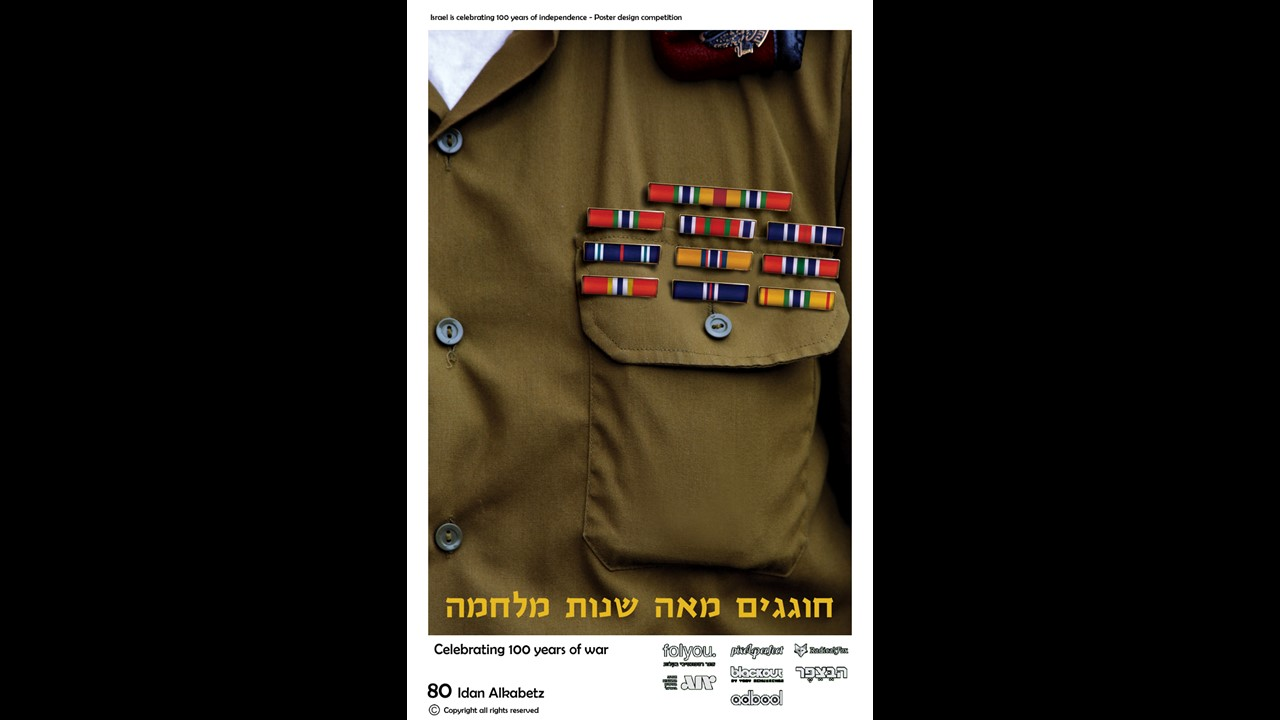 Israel is celebrating 100 years of independence - Poster design competition
חוגגים מאה שנות מלחמה
Celebrating 100 years of war
folyou.
pixelperfect
RadicalFox
blackout
הבצפר
adbool
80 Idan Alkabetz
© Copyright all rights reserved